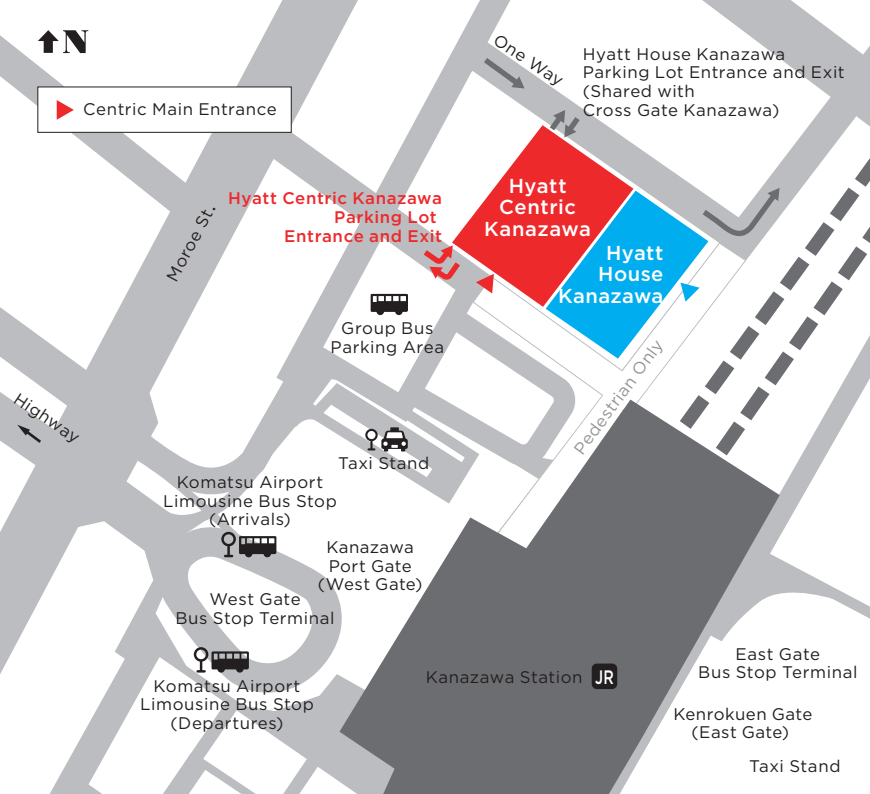 N
Centric Main Entrance
One Way
Hyatt House Kanazawa
Parking Lot Entrance and Exit
(Shared with
Cross Gate Kanazawa)
Hyatt Centric Kanazawa
Parking Lot
Entrance and Exit
Hyatt
Centric
Kanazawa
Hyatt
House
Kanazawa
Moroe St.
Group Bus
Parking Area
Pedestrian Only
Highway
Taxi Stand
Komatsu Airport
Limousine Bus Stop
(Arrivals)
Kanazawa
Port Gate
(West Gate)
West Gate
Bus Stop Terminal
Komatsu Airport
Limousine Bus Stop
(Departures)
Kanazawa Station JR
East Gate
Bus Stop Terminal
Kenrokuen Gate
(East Gate)
Taxi Stand